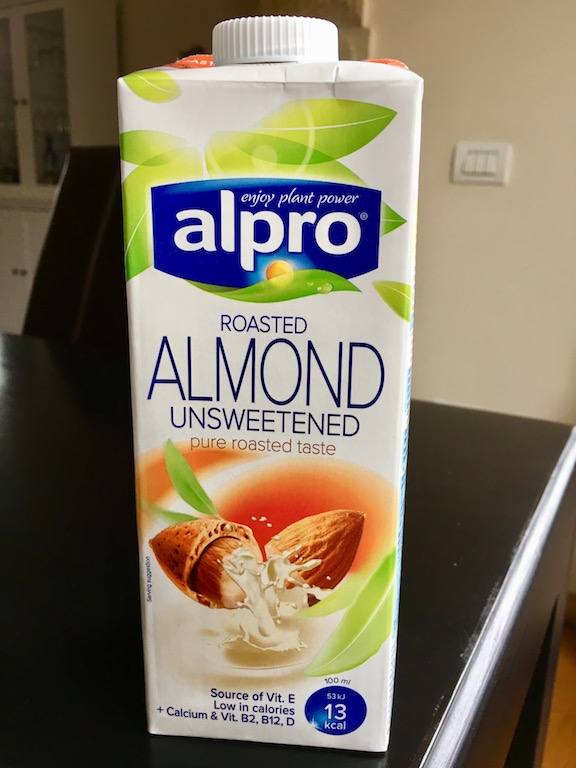 enjoy plant power
alpro®
ROASTED
ALMOND
UNSWEETENED
pure roasted taste
Serving suggestion
100 ml
53 kJ
13
kcal
Source of Vit. E
Low in calories
+ Calcium & Vit. B2, B12, D